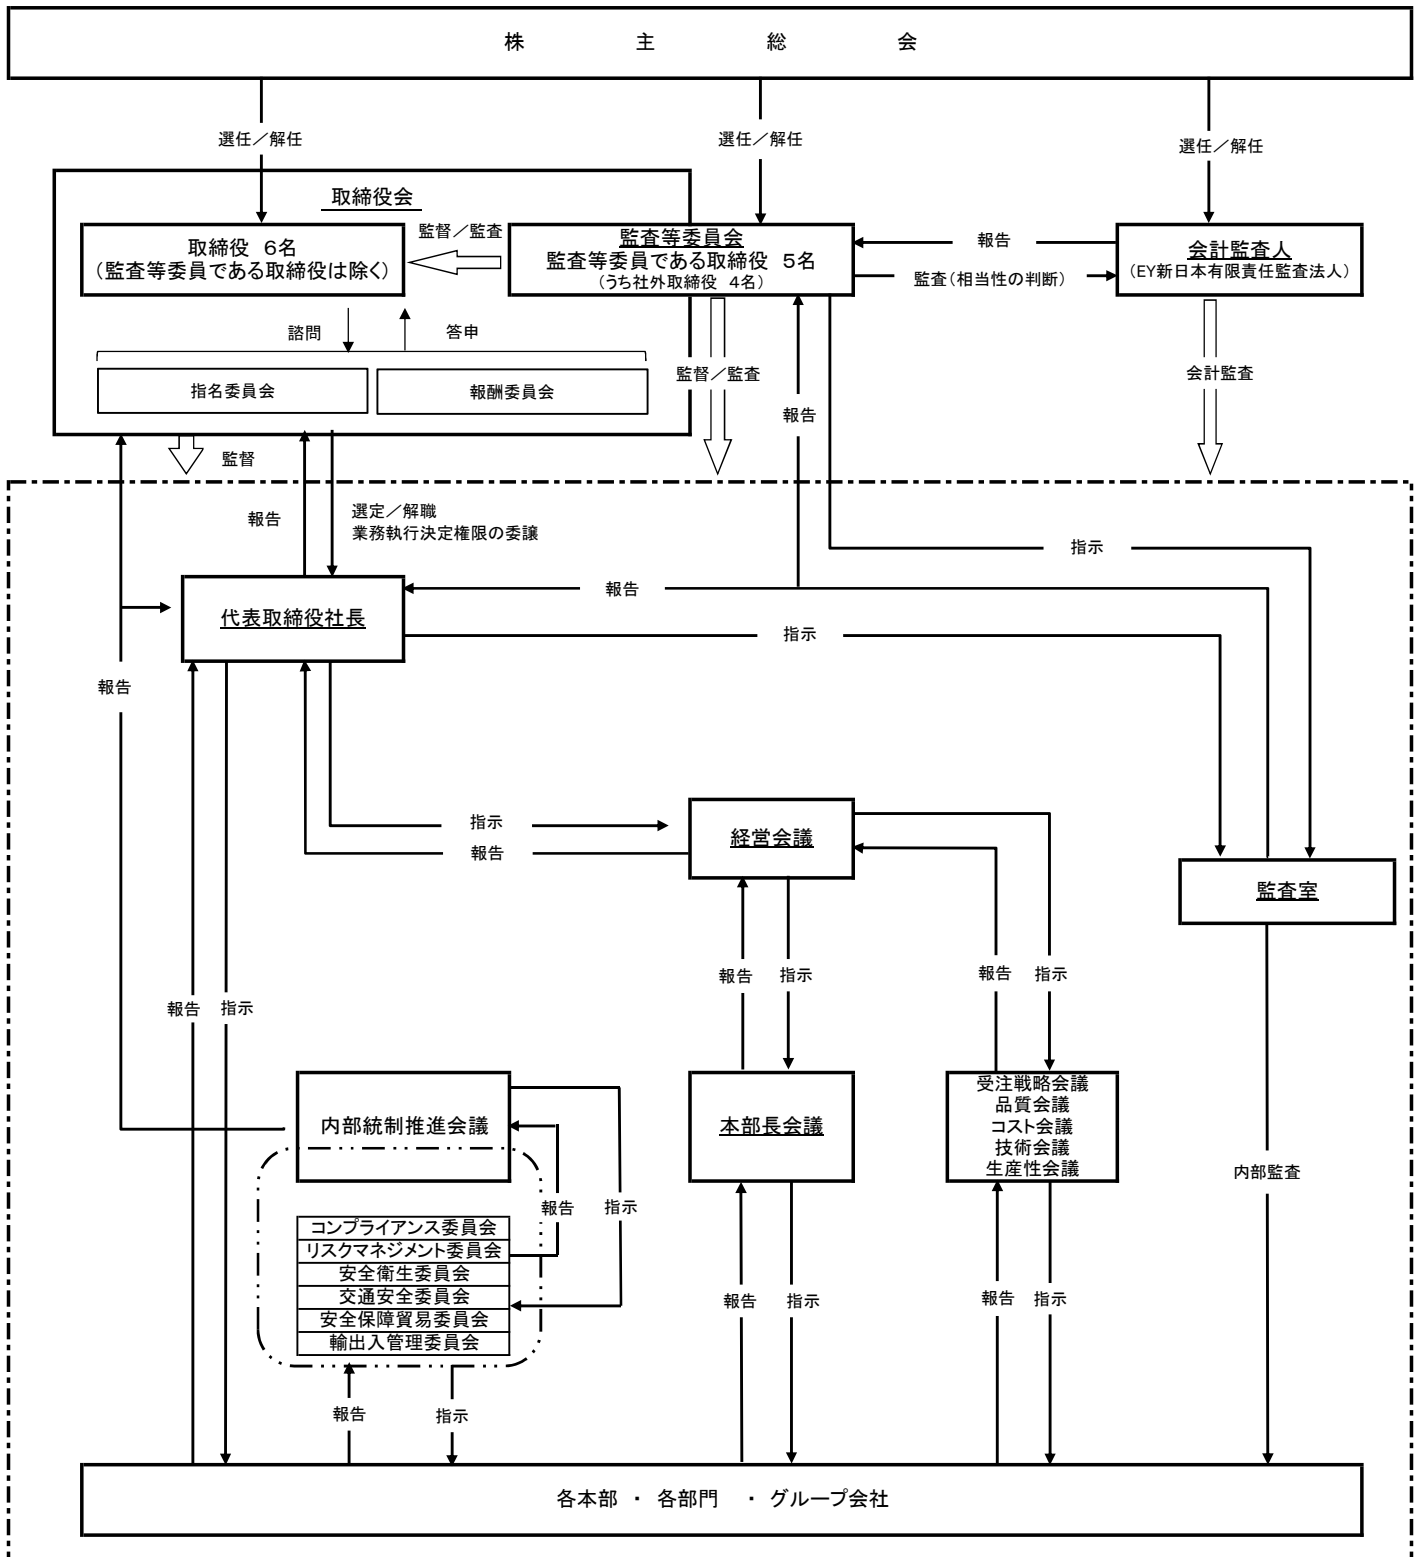 株 主 総 会
選任／解任
選任／解任
選任／解任
取締役会
取締役 6名
（監査等委員である取締役は除く）
監督／監査
監査等委員会
監査等委員である取締役 5名
（うち社外取締役 4名）
報告
監査（相当性の判断）
会計監査人
（EY新日本有限責任監査法人）
諮問
答申
指名委員会
報酬委員会
監督／監査
会計監査
報告
監督
報告
選定／解職
業務執行決定権限の委譲
指示
報告
代表取締役社長
指示
報告
指示
報告
経営会議
監査室
報告
指示
報告
指示
報告
指示
内部統制推進会議
本部長会議
受注戦略会議
品質会議
コスト会議
技術会議
生産性会議
内部監査
報告
指示
コンプライアンス委員会
リスクマネジメント委員会
安全衛生委員会
交通安全委員会
安全保障貿易委員会
輸出入管理委員会
報告
指示
報告
指示
報告
指示
各本部 ・ 各部門 ・ グループ会社